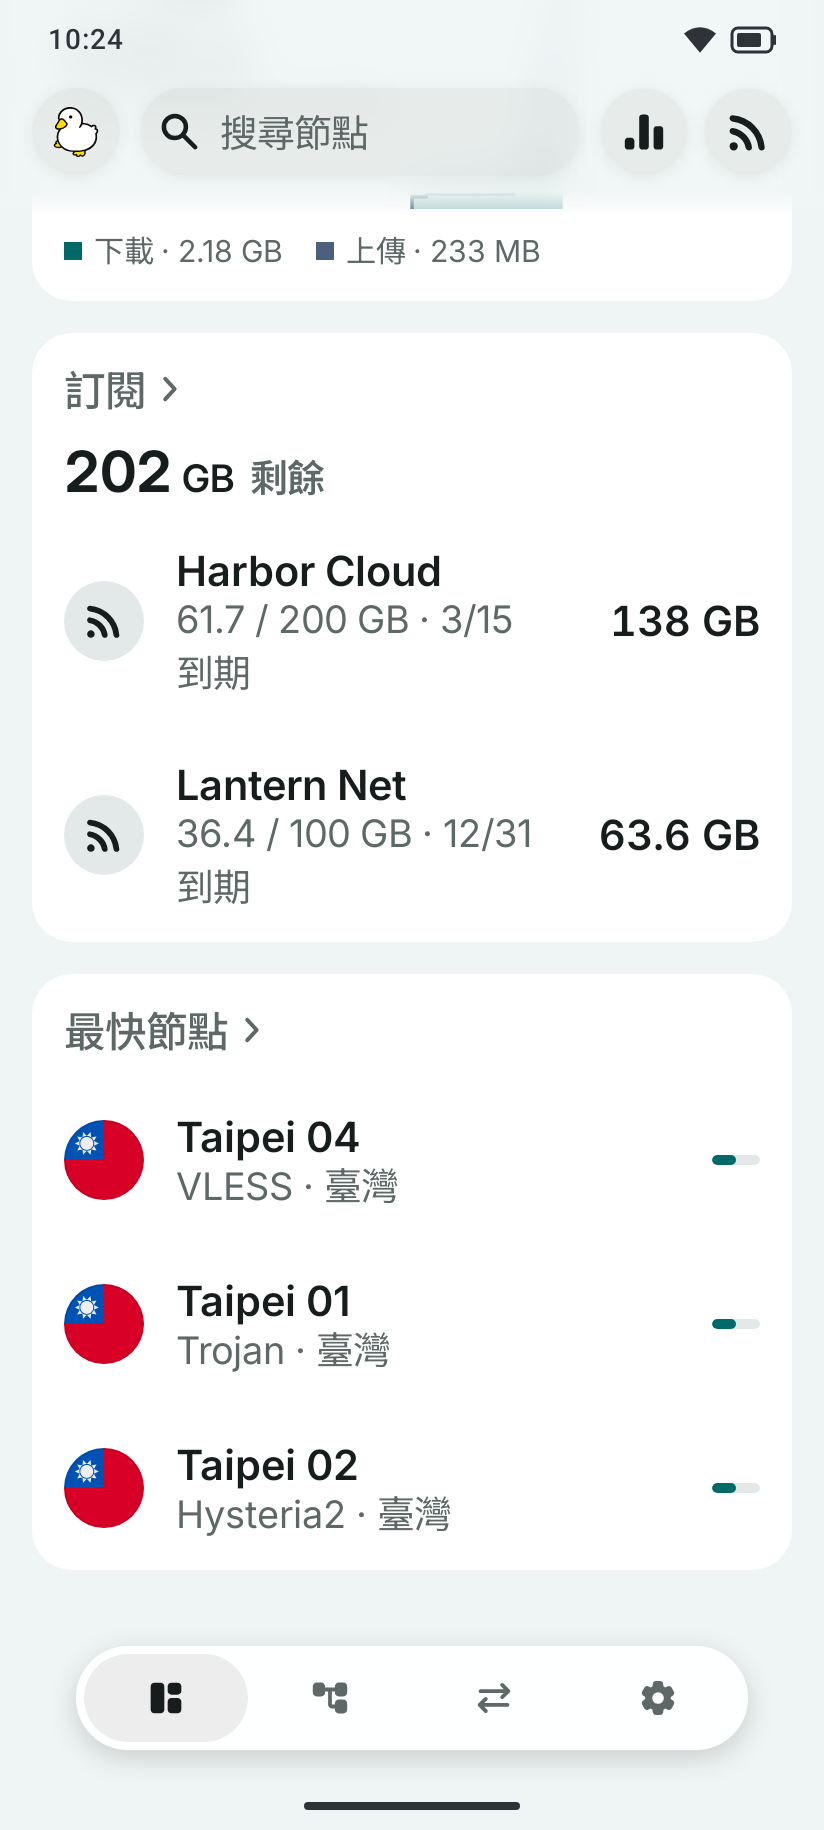 10:24
搜尋節點
下載 · 2.18 GB
上傳 · 233 MB
訂閱
202 GB 剩餘
Harbor Cloud
61.7 / 200 GB · 3/15
到期
138 GB
Lantern Net
36.4 / 100 GB · 12/31
到期
63.6 GB
最快節點
Taipei 04
VLESS · 臺灣
Taipei 01
Trojan · 臺灣
Taipei 02
Hysteria2 · 臺灣